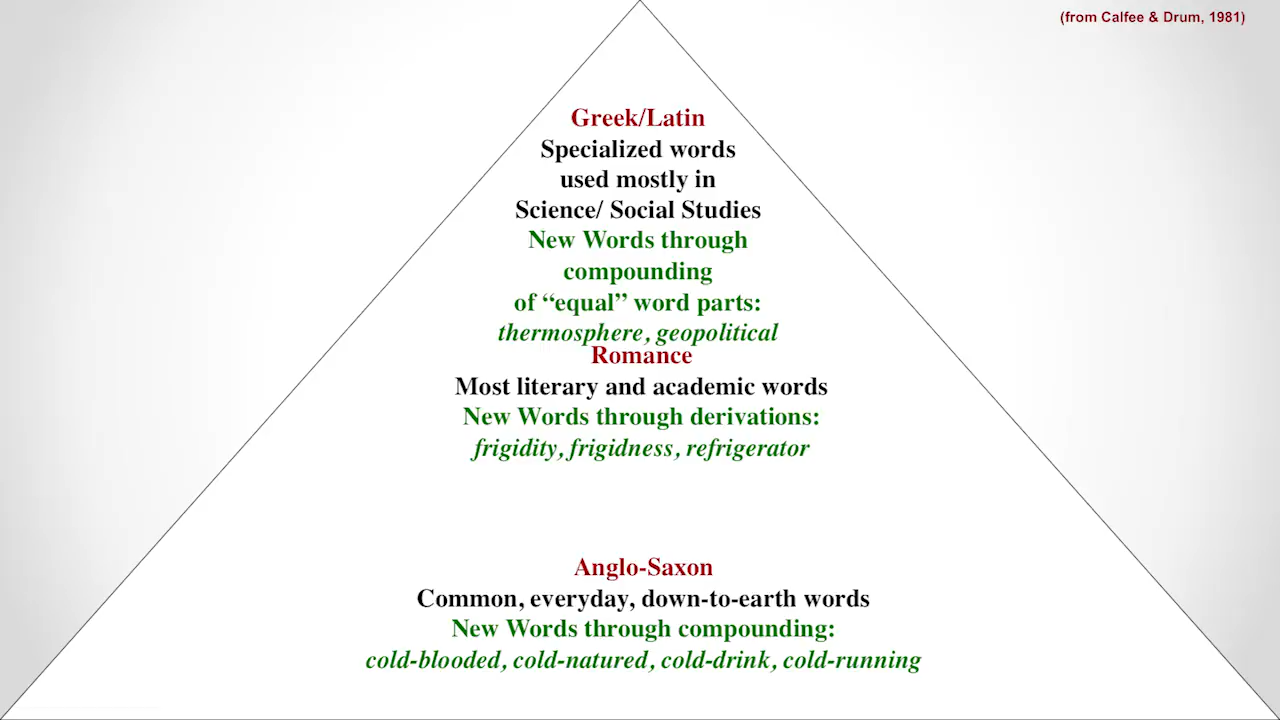 (from Calfee & Drum, 1981)
Greek/Latin
Specialized words
used mostly in
Science/ Social Studies
New Words through
compounding
of “equal” word parts:
thermosphere, geopolitical
Romance
Most literary and academic words
New Words through derivations:
frigidity, frigidness, refrigerator
Anglo-Saxon
Common, everyday, down-to-earth words
New Words through compounding:
cold-blooded, cold-natured, cold-drink, cold-running